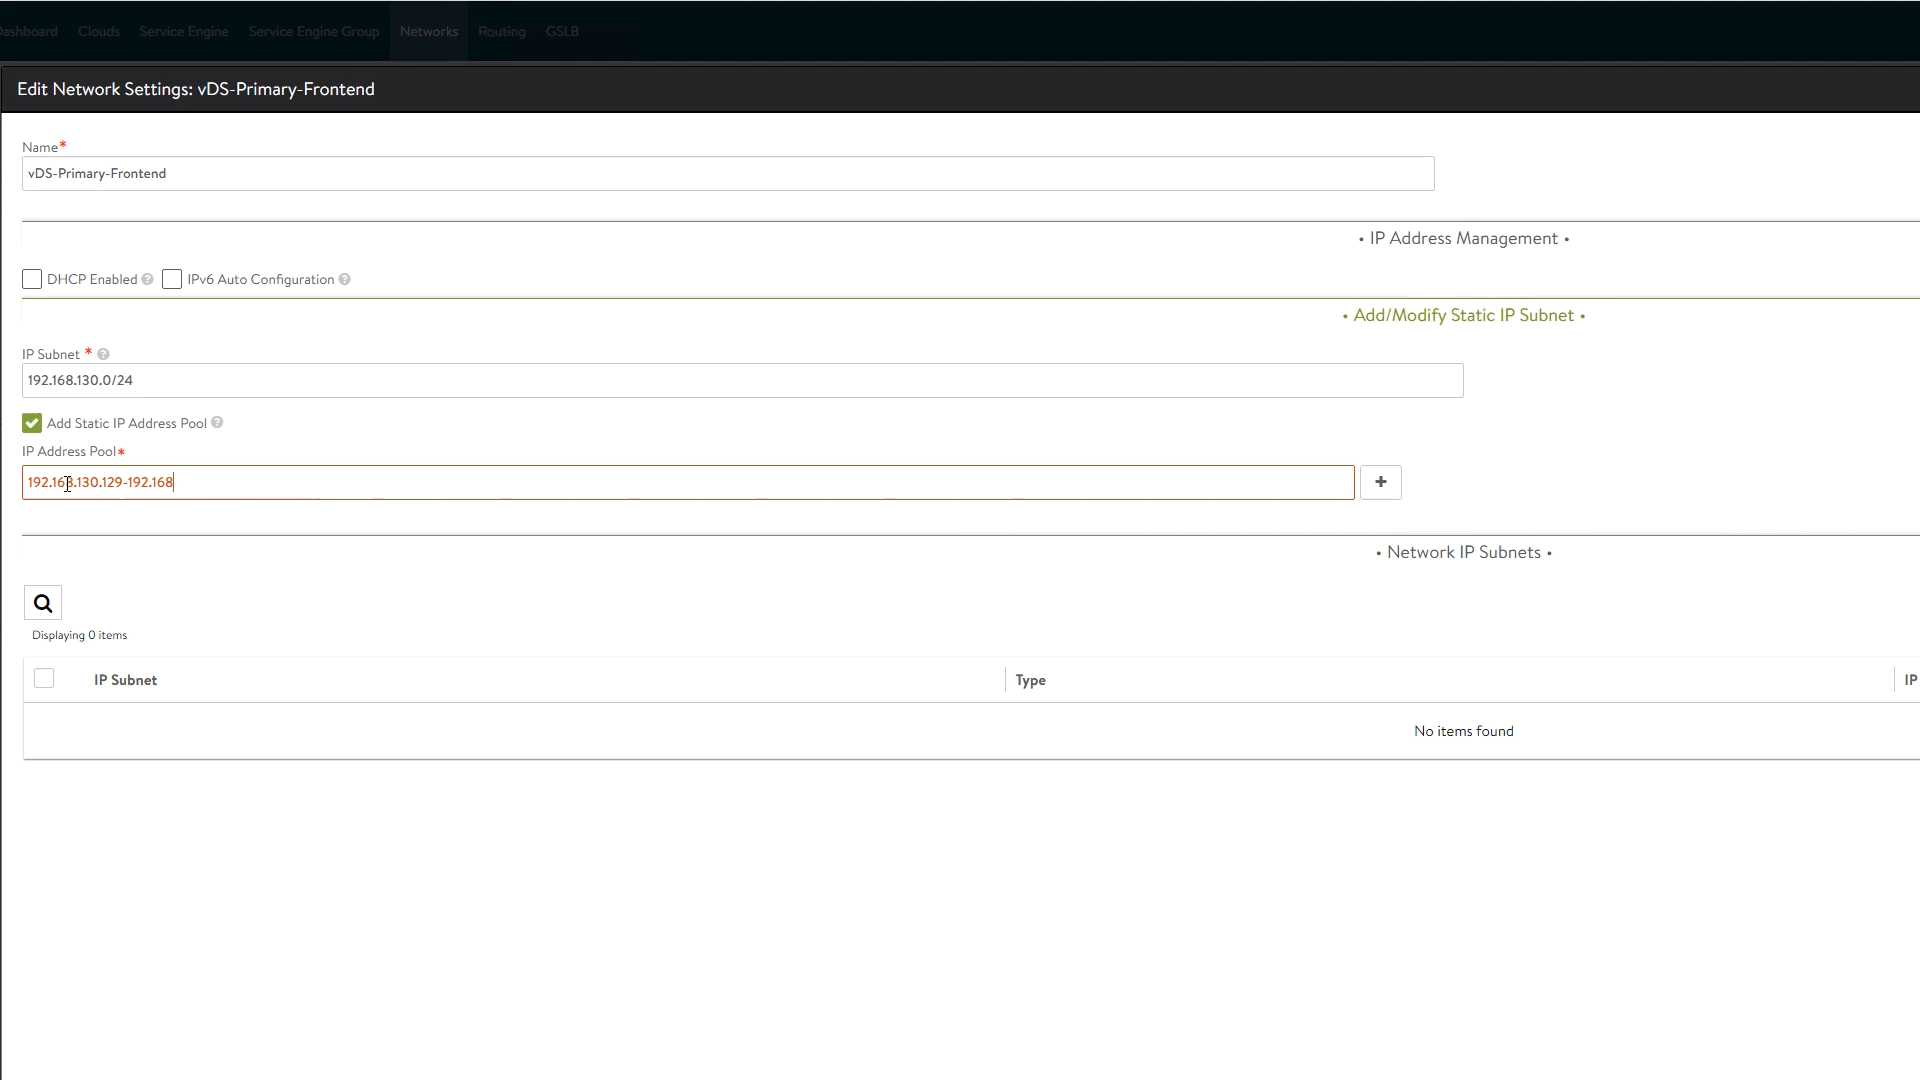 Dashboard Clouds Service Engine Service Engine Group Networks Routing GSLB
Edit Network Settings: vDS-Primary-Frontend
Name*
vDS-Primary-Frontend
• IP Address Management •
DHCP Enabled ? IPv6 Auto Configuration ?
• Add/Modify Static IP Subnet •
IP Subnet * ?
192.168.130.0/24
Add Static IP Address Pool ?
IP Address Pool*
192.168.130.129-192.168
+
• Network IP Subnets •
Displaying 0 items
IP Subnet Type IP
No items found